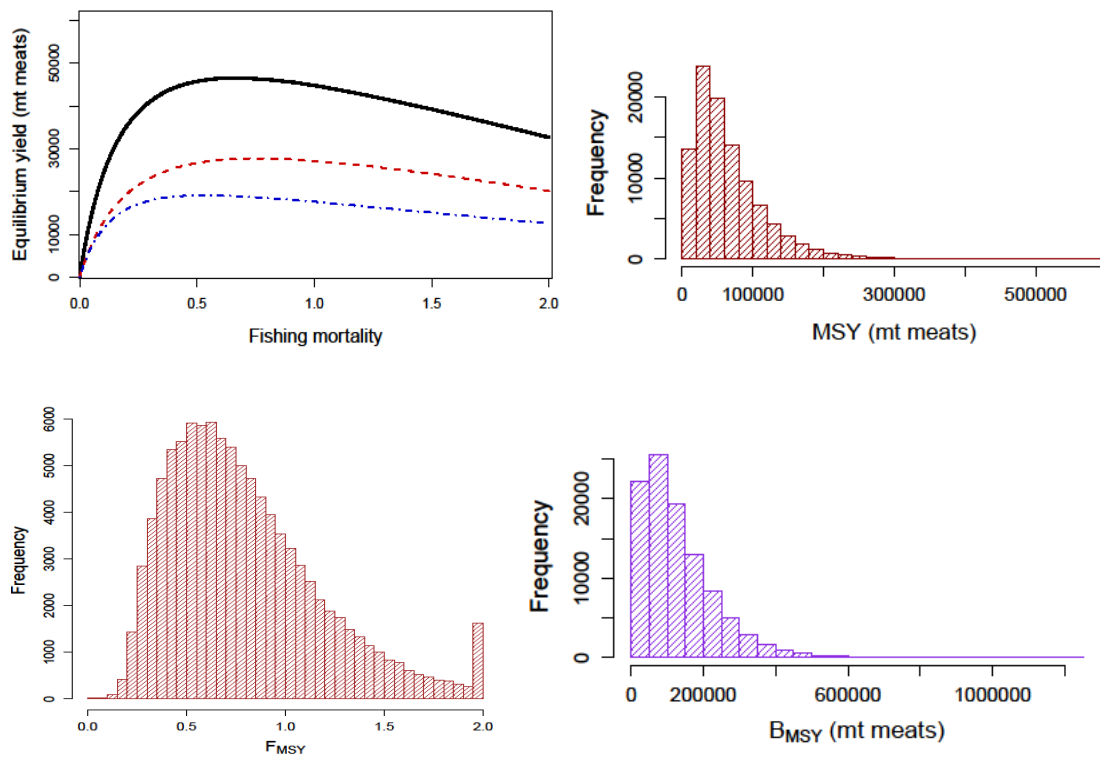 Equilibrium yield (mt meats)
0 10000 30000 50000
0.0 0.5 1.0 1.5 2.0
Fishing mortality
Frequency
0 10000 20000
0 100000 300000 500000
MSY (mt meats)
Frequency
0 1000 2000 3000 4000 5000 6000
0.0 0.5 1.0 1.5 2.0
FMSY
Frequency
0 10000 20000
0 200000 600000 1000000
BMSY (mt meats)